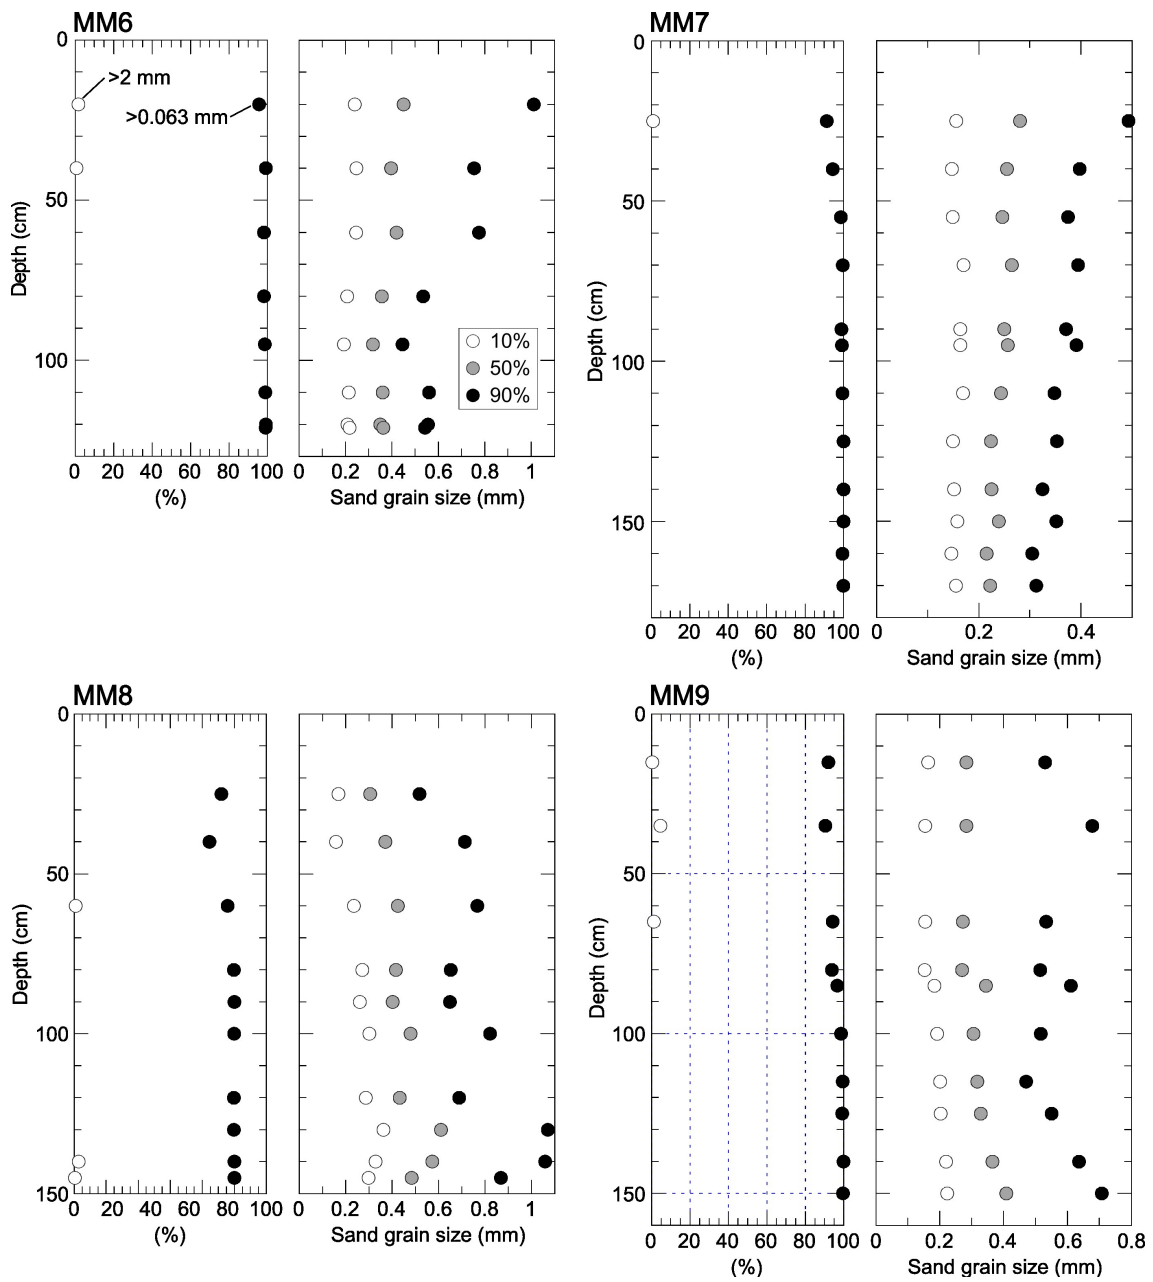 MM6
0
50
100
Depth (cm)
>2 mm
>0.063 mm
0 20 40 60 80 100
(%)
10%
50%
90%
0 0.2 0.4 0.6 0.8 1
Sand grain size (mm)
MM7
0
50
100
150
Depth (cm)
0 20 40 60 80 100
(%)
0 0.2 0.4
Sand grain size (mm)
MM8
0
50
100
150
Depth (cm)
0 20 40 60 80 100
(%)
0 0.2 0.4 0.6 0.8 1
Sand grain size (mm)
MM9
0
50
100
150
Depth (cm)
0 20 40 60 80 100
(%)
0 0.2 0.4 0.6 0.8
Sand grain size (mm)